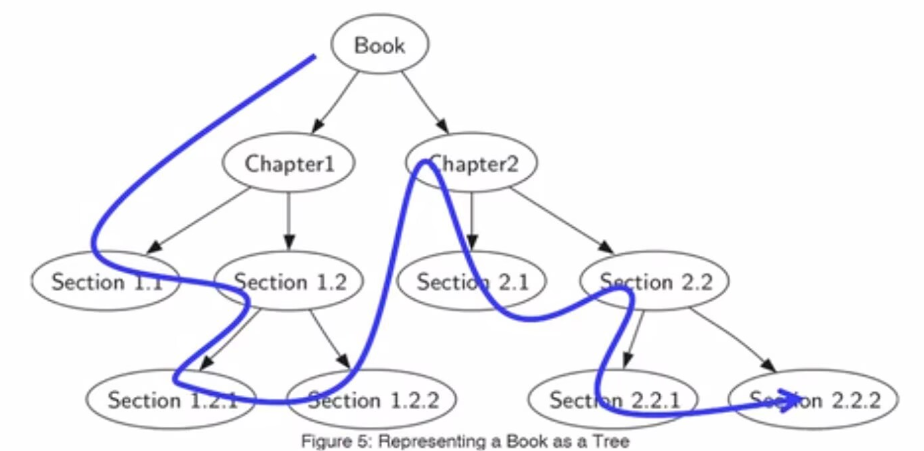 Book
Chapter1 Chapter2
Section 1.1 Section 1.2 Section 2.1 Section 2.2
Section 1.2.1 Section 1.2.2 Section 2.2.1 Section 2.2.2
Figure 5: Representing a Book as a Tree